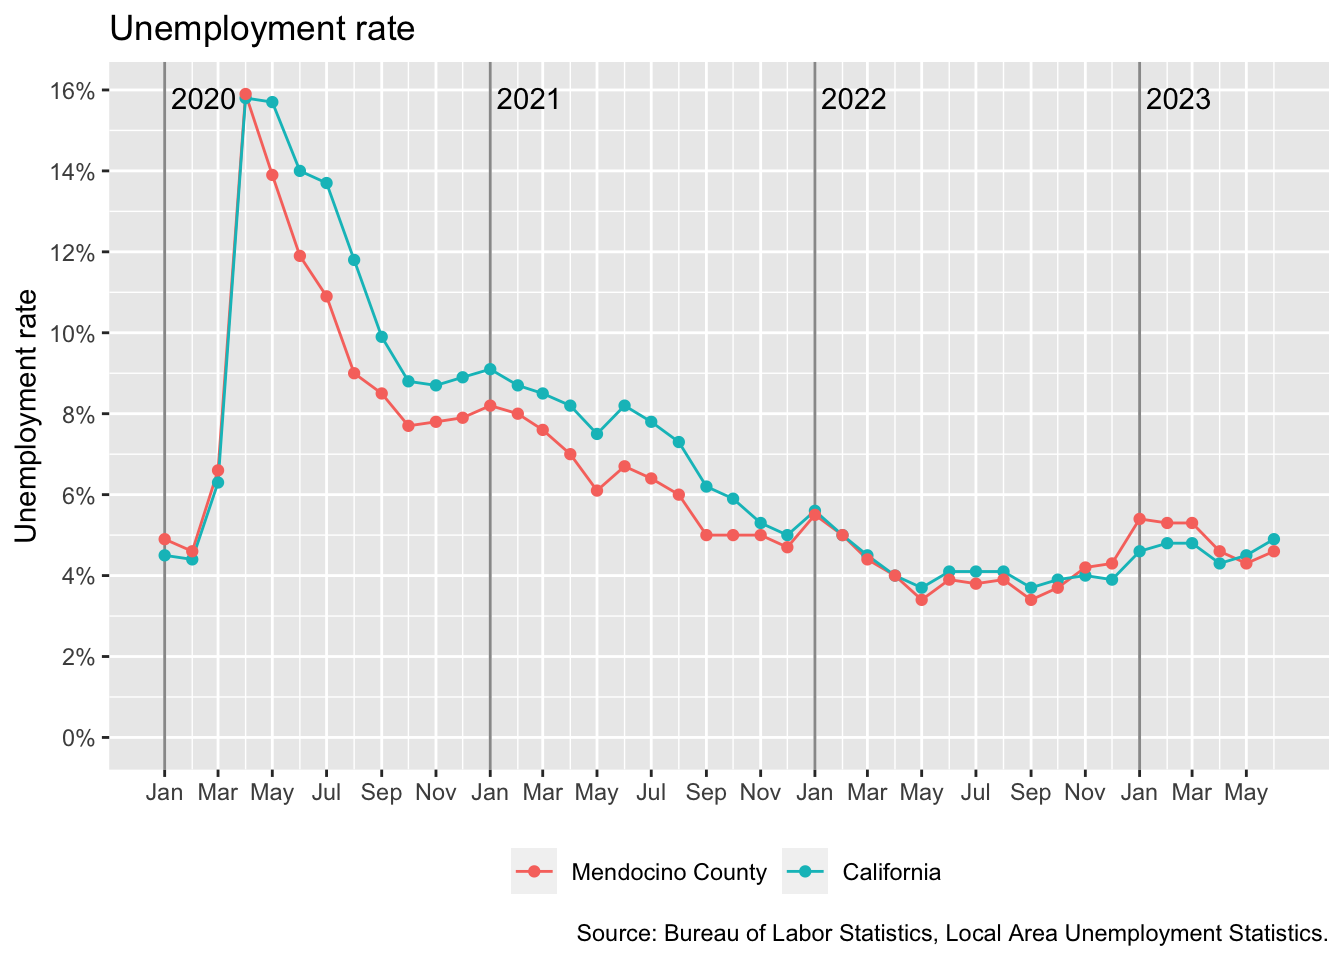 Unemployment rate
2020 2021 2022 2023
16%
14%
12%
10%
8%
6%
4%
2%
0%
Unemployment rate
Jan Mar May Jul Sep Nov Jan Mar May Jul Sep Nov Jan Mar May Jul Sep Nov Jan Mar May
Mendocino County California
Source: Bureau of Labor Statistics, Local Area Unemployment Statistics.